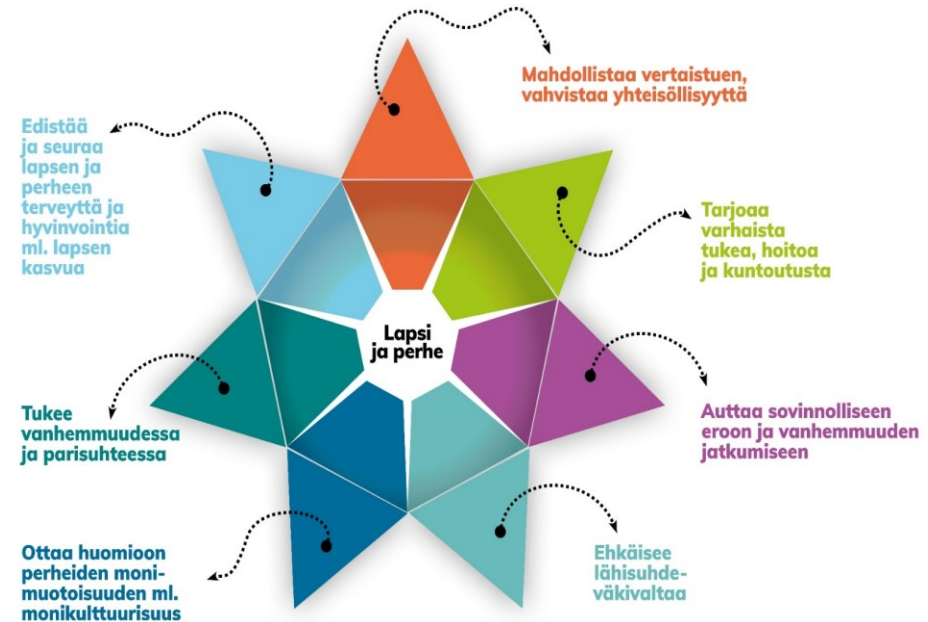 Mahdollistaa vertaistuen,
vahvistaa yhteisöllisyyttä
Edistää
ja seuraa
lapsen ja
perheen
terveyttä ja
hyvinvointia
ml. lapsen
kasvua
Tarjoaa
varhaista
tukea, hoitoa
ja kuntoutusta
Lapsi
ja perhe
Tukee
vanhemmuudessa
ja parisuhteessa
Auttaa sovinnolliseen
eroon ja vanhemmuuden
jatkumiseen
Ottaa huomioon
perheiden moni-
muotoisuuden ml.
monikulttuurisuus
Ehkäisee
lähisuhde-
väkivaltaa